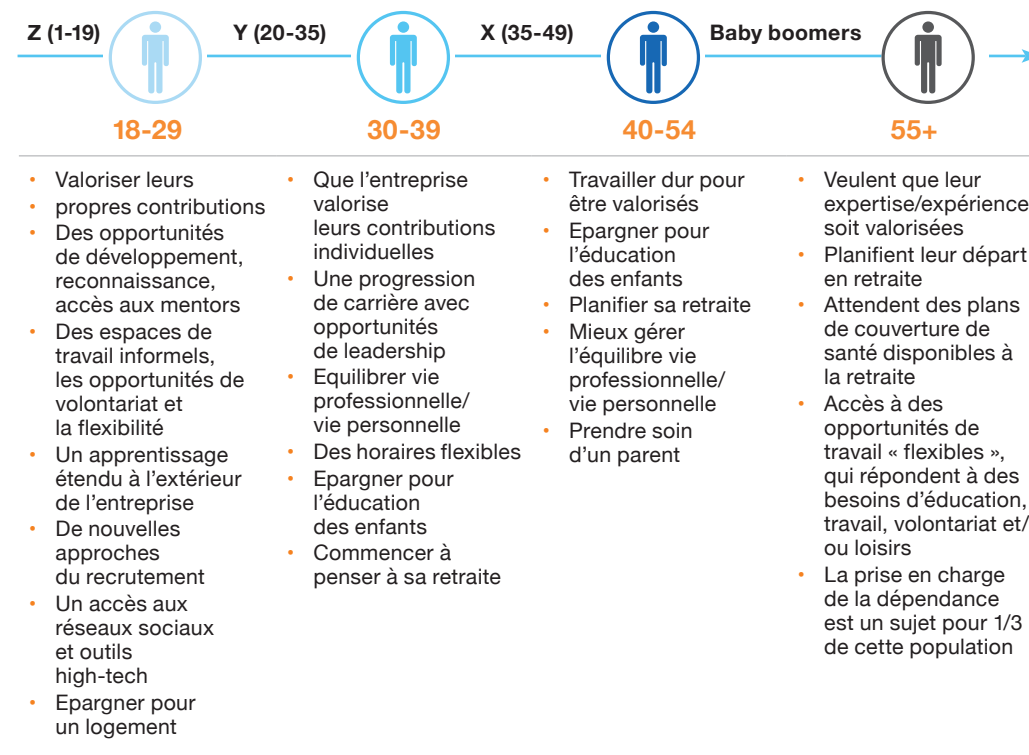 Z (1-19)
Y (20-35)
X (35-49)
Baby boomers
18-29
30-39
40-54
55+
• Valoriser leurs
• propres contributions
• Des opportunités
de développement,
reconnaissance,
accès aux mentors
• Des espaces de
travail informels,
les opportunités de
volontariat et
la flexibilité
• Un apprentissage
étendu à l'extérieur
de l'entreprise
• De nouvelles
approches
du recrutement
• Un accès aux
réseaux sociaux
et outils
high-tech
• Epargner pour
un logement
• Que l'entreprise
valorise
leurs contributions
individuelles
• Une progression
de carrière avec
opportunités
de leadership
• Equilibrer vie
professionnelle/
vie personnelle
• Des horaires flexibles
• Epargner pour
l'éducation
des enfants
• Commencer à
penser à sa retraite
• Travailler dur pour
être valorisés
• Epargner pour
l'éducation
des enfants
• Planifier sa retraite
• Mieux gérer
l'équilibre vie
professionnelle/
vie personnelle
• Prendre soin
d'un parent
• Veulent que leur
expertise/expérience
soit valorisées
• Planifient leur départ
en retraite
• Attendent des plans
de couverture de
santé disponibles à
la retraite
• Accès à des
opportunités de
travail « flexibles »,
qui répondent à des
besoins d'éducation,
travail, volontariat et/
ou loisirs
• La prise en charge
de la dépendance
est un sujet pour 1/3
de cette population